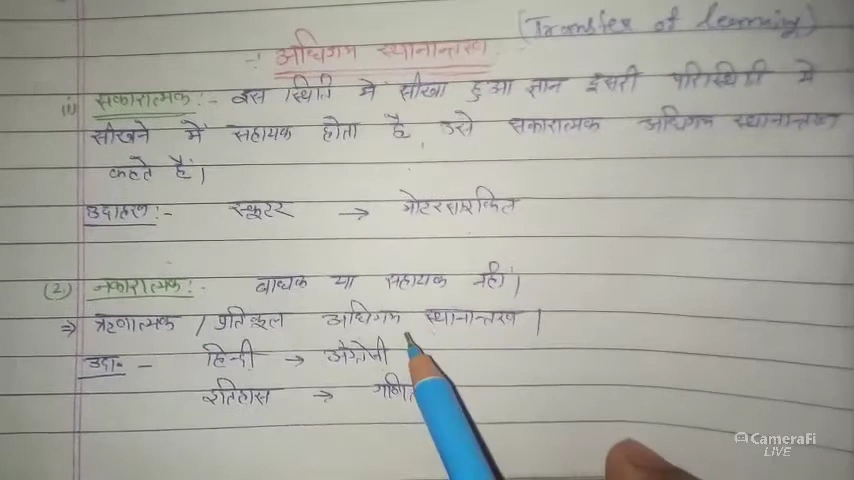 (Transfer of learning)
-: अधिगम स्थानान्तरण
(1) सकारात्मक:- इस स्थिती में सीखा हुआ ज्ञान दूसरी परिस्थिती में
सीखने में सहायक होता है, उसे सकारात्मक अधिगम स्थानान्तरण
कहते हैं।
उदाहरण:- स्कूटर → मोटरसाइकिल
(2) नकारात्मक:- बाधक या सहायक नहीं।
⇒ ऋणात्मक / प्रतिकूल अधिगम स्थानान्तरण |
उदा॰ - हिन्दी → अंग्रेजी
इतिहास → गणित
CameraFi
LIVE